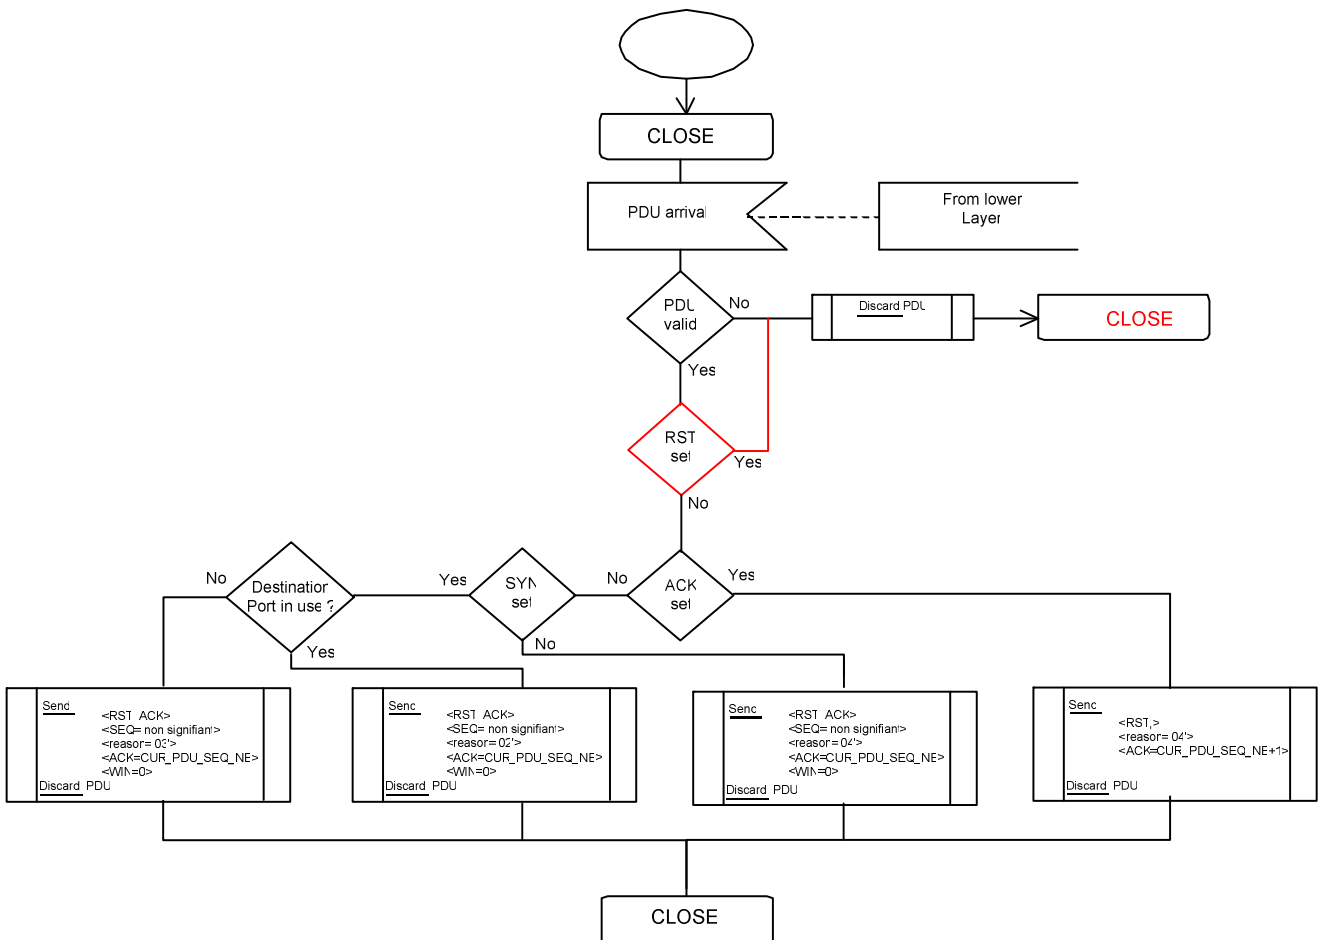 CLOSE
PDU arrival
From lower
Layer
PDU
valid
No
Discard PDU
CLOSE
Yes
RST
set
Yes
No
Destination
Port in use ?
No
Yes
SYN
set
Yes
No
ACK
set
No
Yes
Send
<RST ACK>
<SEQ= non signifiant>
<reason= 03'>
<ACK=CUR_PDU_SEQ_NB>
<WIN=0>
Discard PDU
Send
<RST ACK>
<SEQ= non signifiant>
<reason= 02'>
<ACK=CUR_PDU_SEQ_NB>
<WIN=0>
Discard PDU
Send
<RST ACK>
<SEQ= non signifiant>
<reason= 04'>
<ACK=CUR_PDU_SEQ_NB>
<WIN=0>
Discard PDU
Send
<RST,>
<reason= 04'>
<ACK=CUR_PDU_SEQ_NB+1>
Discard PDU
CLOSE